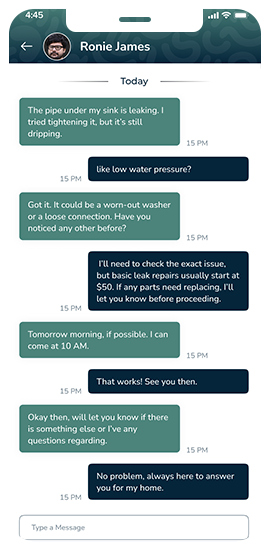 4:45
Ronie James
Today
The pipe under my sink is leaking. I
tried tightening it, but it's still
dripping.
15 PM
like low water pressure?
15 PM
Got it. It could be a worn-out washer
or a loose connection. Have you
noticed any other before?
15 PM
I'll need to check the exact issue,
but basic leak repairs usually start at
$50. If any parts need replacing, I'll
let you know before proceeding.
15 PM
Tomorrow morning, if possible. I can
come at 10 AM.
15 PM
That works! See you then.
15 PM
Okay then, will let you know if there
is something else or I've any
questions regarding.
15 PM
No problem, always here to answer
you for my home.
15 PM
Type a Message